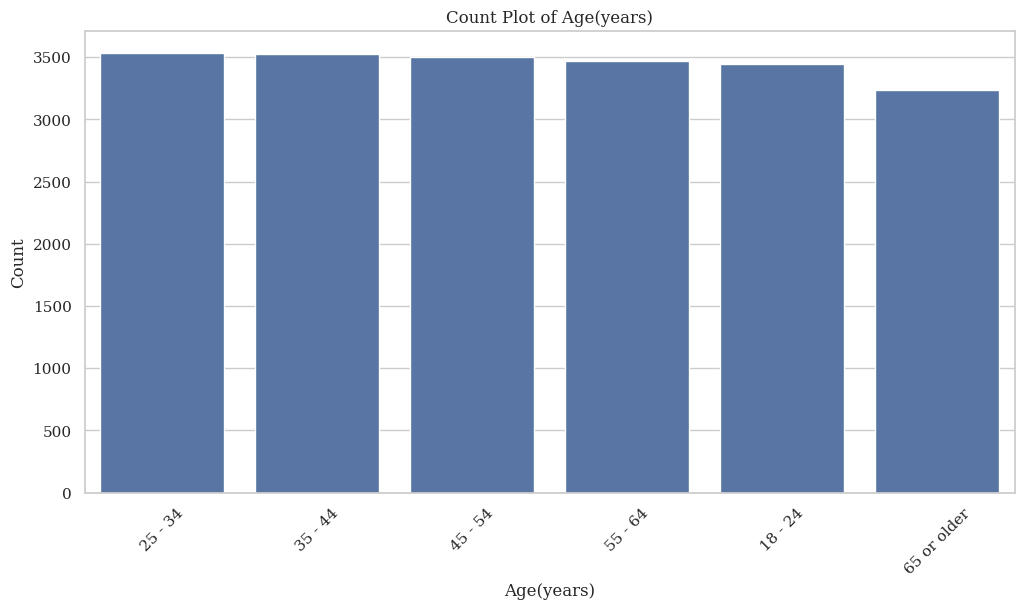 Count Plot of Age(years)
3500
3000
2500
2000
1500
1000
500
0
Count
25 - 34
35 - 44
45 - 54
55 - 64
18 - 24
65 or older
Age(years)